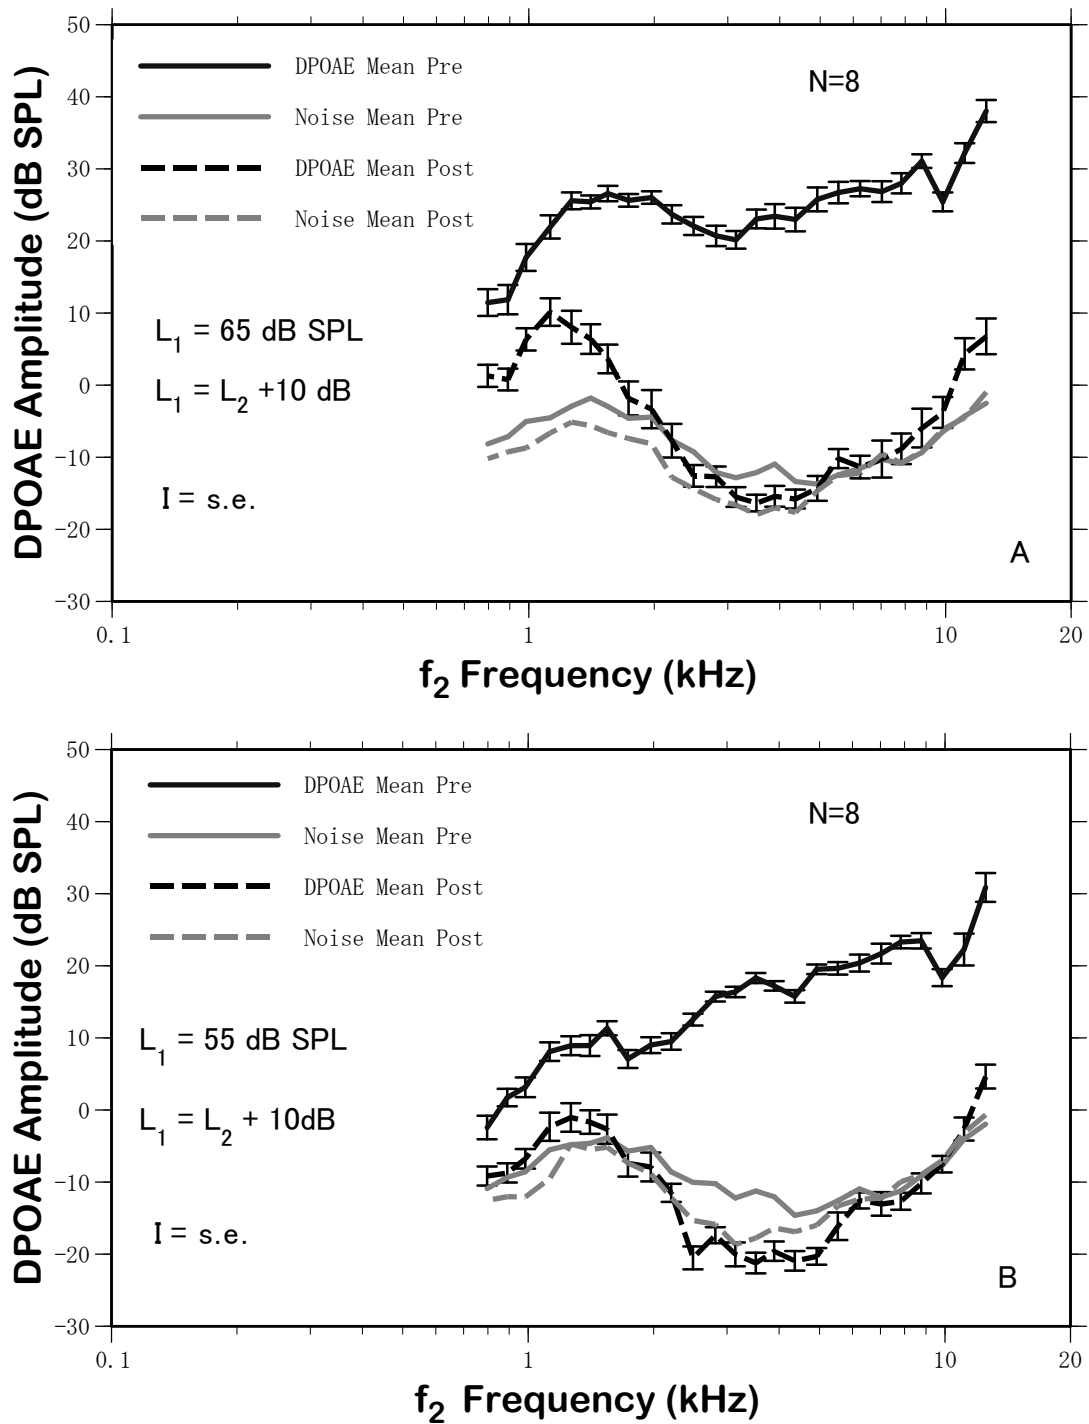 50
40
30
20
10
0
-10
-20
-30
DPOAE Amplitude (dB SPL)
DPOAE Mean Pre
Noise Mean Pre
DPOAE Mean Post
Noise Mean Post
N=8
L1 = 65 dB SPL
L1 = L2 +10 dB
I = s.e.
A
0.1 1 10 20
f2 Frequency (kHz)
50
40
30
20
10
0
-10
-20
-30
DPOAE Amplitude (dB SPL)
DPOAE Mean Pre
Noise Mean Pre
DPOAE Mean Post
Noise Mean Post
N=8
L1 = 55 dB SPL
L1 = L2 + 10dB
I = s.e.
B
0.1 1 10 20
f2 Frequency (kHz)